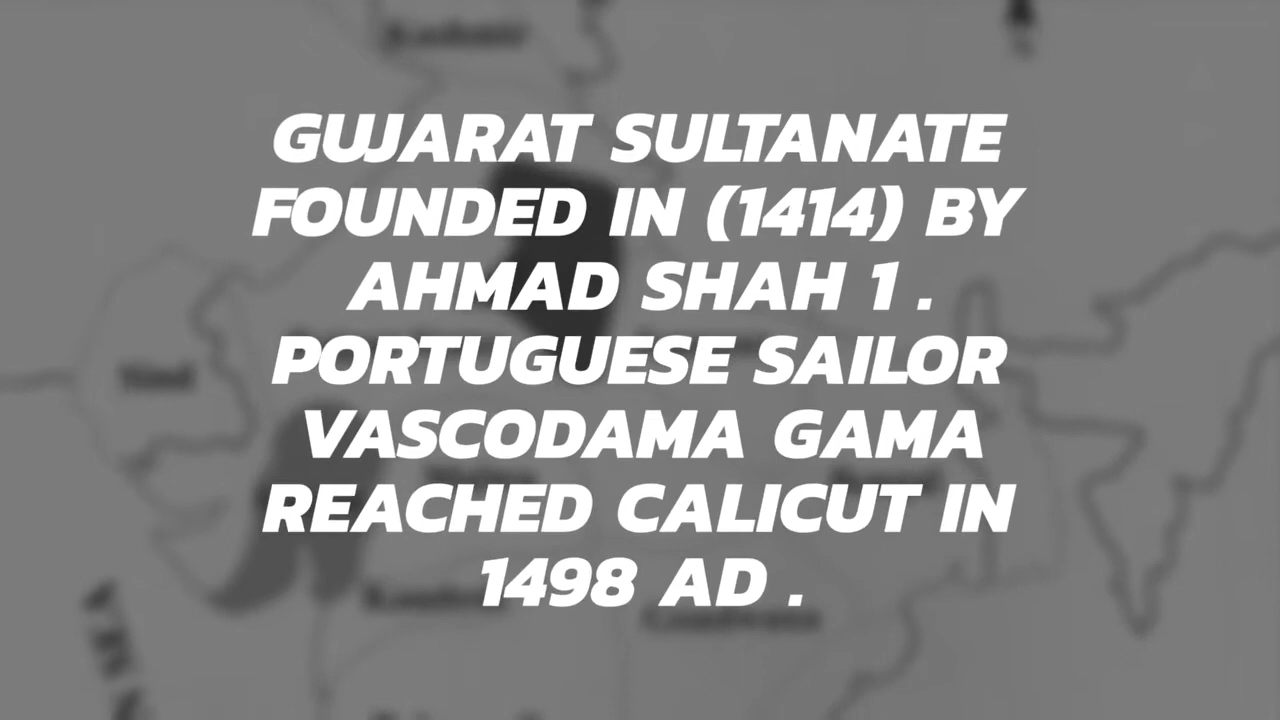 GUJARAT SULTANATE
FOUNDED IN (1414) BY
AHMAD SHAH 1 .
PORTUGUESE SAILOR
VASCODAMA GAMA
REACHED CALICUT IN
1498 AD .